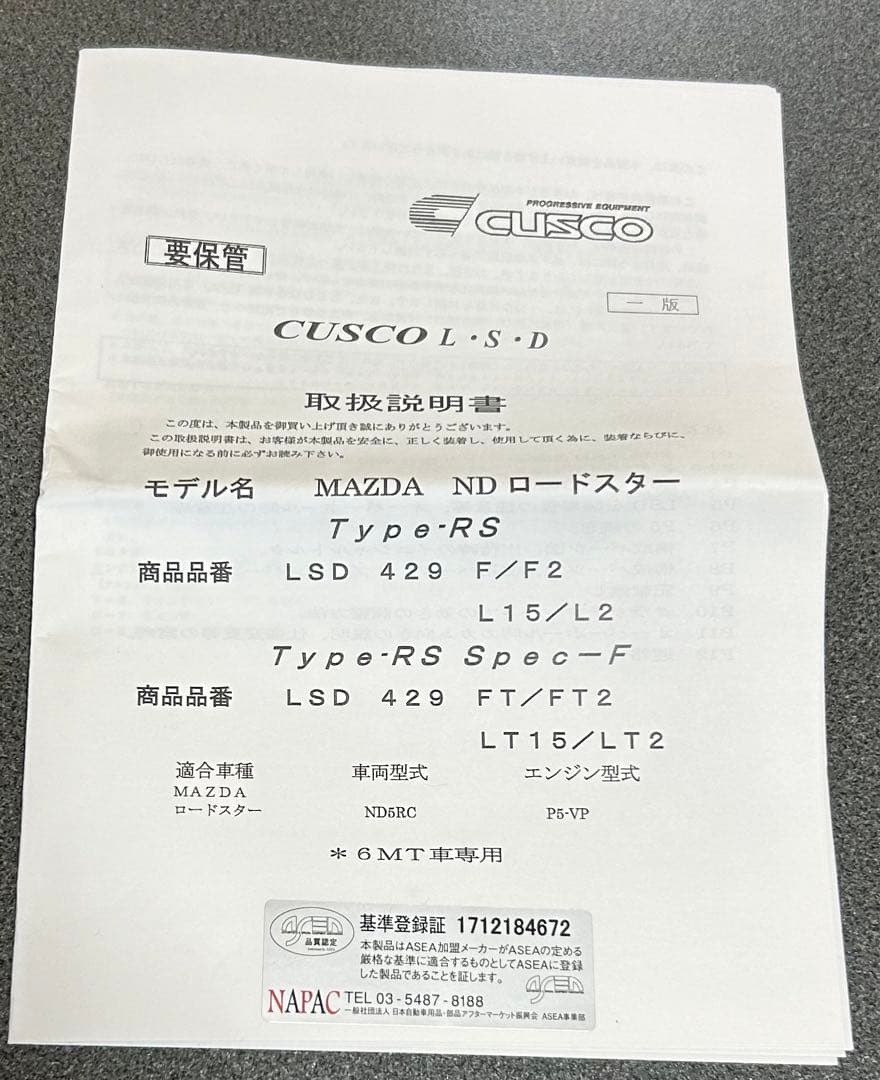 PROGRESSIVE EQUIPMENT
CUSCO
要保管
一 版
CUSCO L・S・D
取扱説明書
この度は、本製品を御買い上げ頂き誠にありがとうございます。
この取扱説明書は、お客様が本製品を安全に、正しく装着し、使用して頂く為に、装着ならびに、
御使用になる前に必ずお読み下さい。
モデル名 MAZDA NDロードスター
Type-RS
商品品番 LSD 429 F/F2
L15/L2
Type-RS Spec-F
商品品番 LSD 429 FT/FT2
LT15/LT2
適合車種 車両型式 エンジン型式
MAZDA
ロードスター ND5RC P5-VP
*6MT車専用
ASEA
品質認定
基準登録証 1712184672
本製品はASEA加盟メーカーがASEAの定める
厳格な基準に適合するものとしてASEAに登録
した製品であることを証します。
ASEA
NAPAC TEL 03-5487-8188
一般社団法人 日本自動車用品・部品アフターマーケット振興会 ASEA事業部